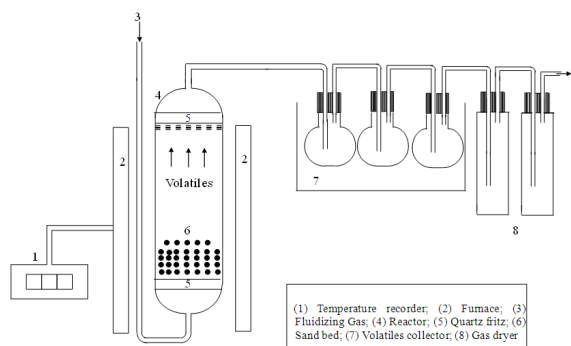 3
4
5
2
2
Volatiles
7
6
1
8
5
(1) Temperature recorder; (2) Furnace; (3)
Fluidizing Gas; (4) Reactor; (5) Quartz fritz; (6)
Sand bed; (7) Volatiles collector; (8) Gas dryer